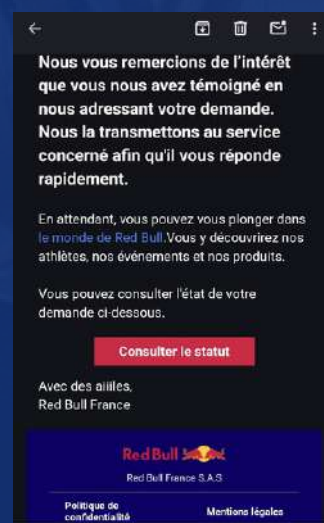 Nous vous remercions de l'intérêt
que vous nous avez témoigné en
nous adressant votre demande.
Nous la transmettons au service
concerné afin qu'il vous réponde
rapidement.
En attendant, vous pouvez vous plonger dans
le monde de Red Bull.Vous y découvrirez nos
athlètes, nos événements et nos produits.
Vous pouvez consulter l'état de votre
demande ci-dessous.
Consulter le statut
Avec des aiiiles,
Red Bull France
Red Bull
Red Bull France S.A.S
Politique de confidentialité
Mentions légales